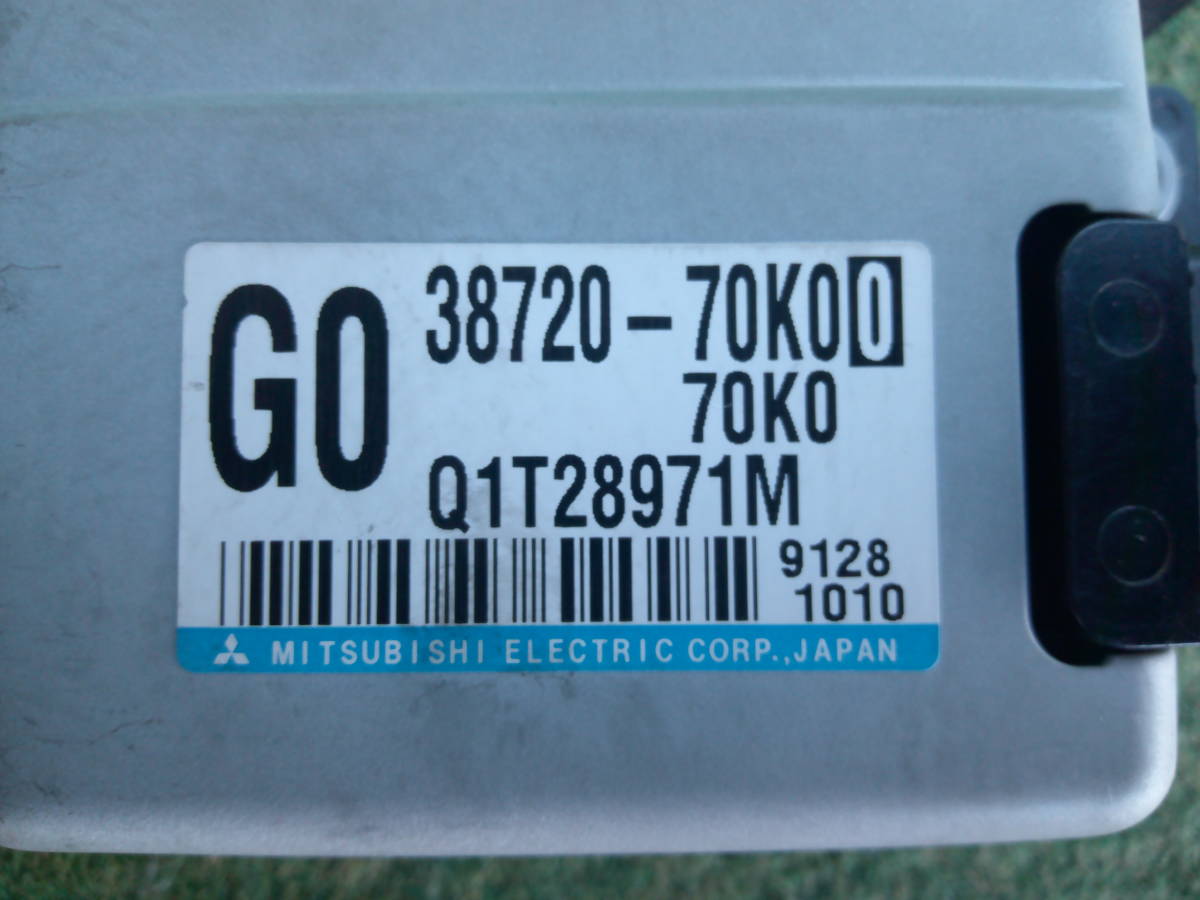 G0
38720-70K00
70K0
Q1T28971M
9128
1010
MITSUBISHI ELECTRIC CORP.,JAPAN